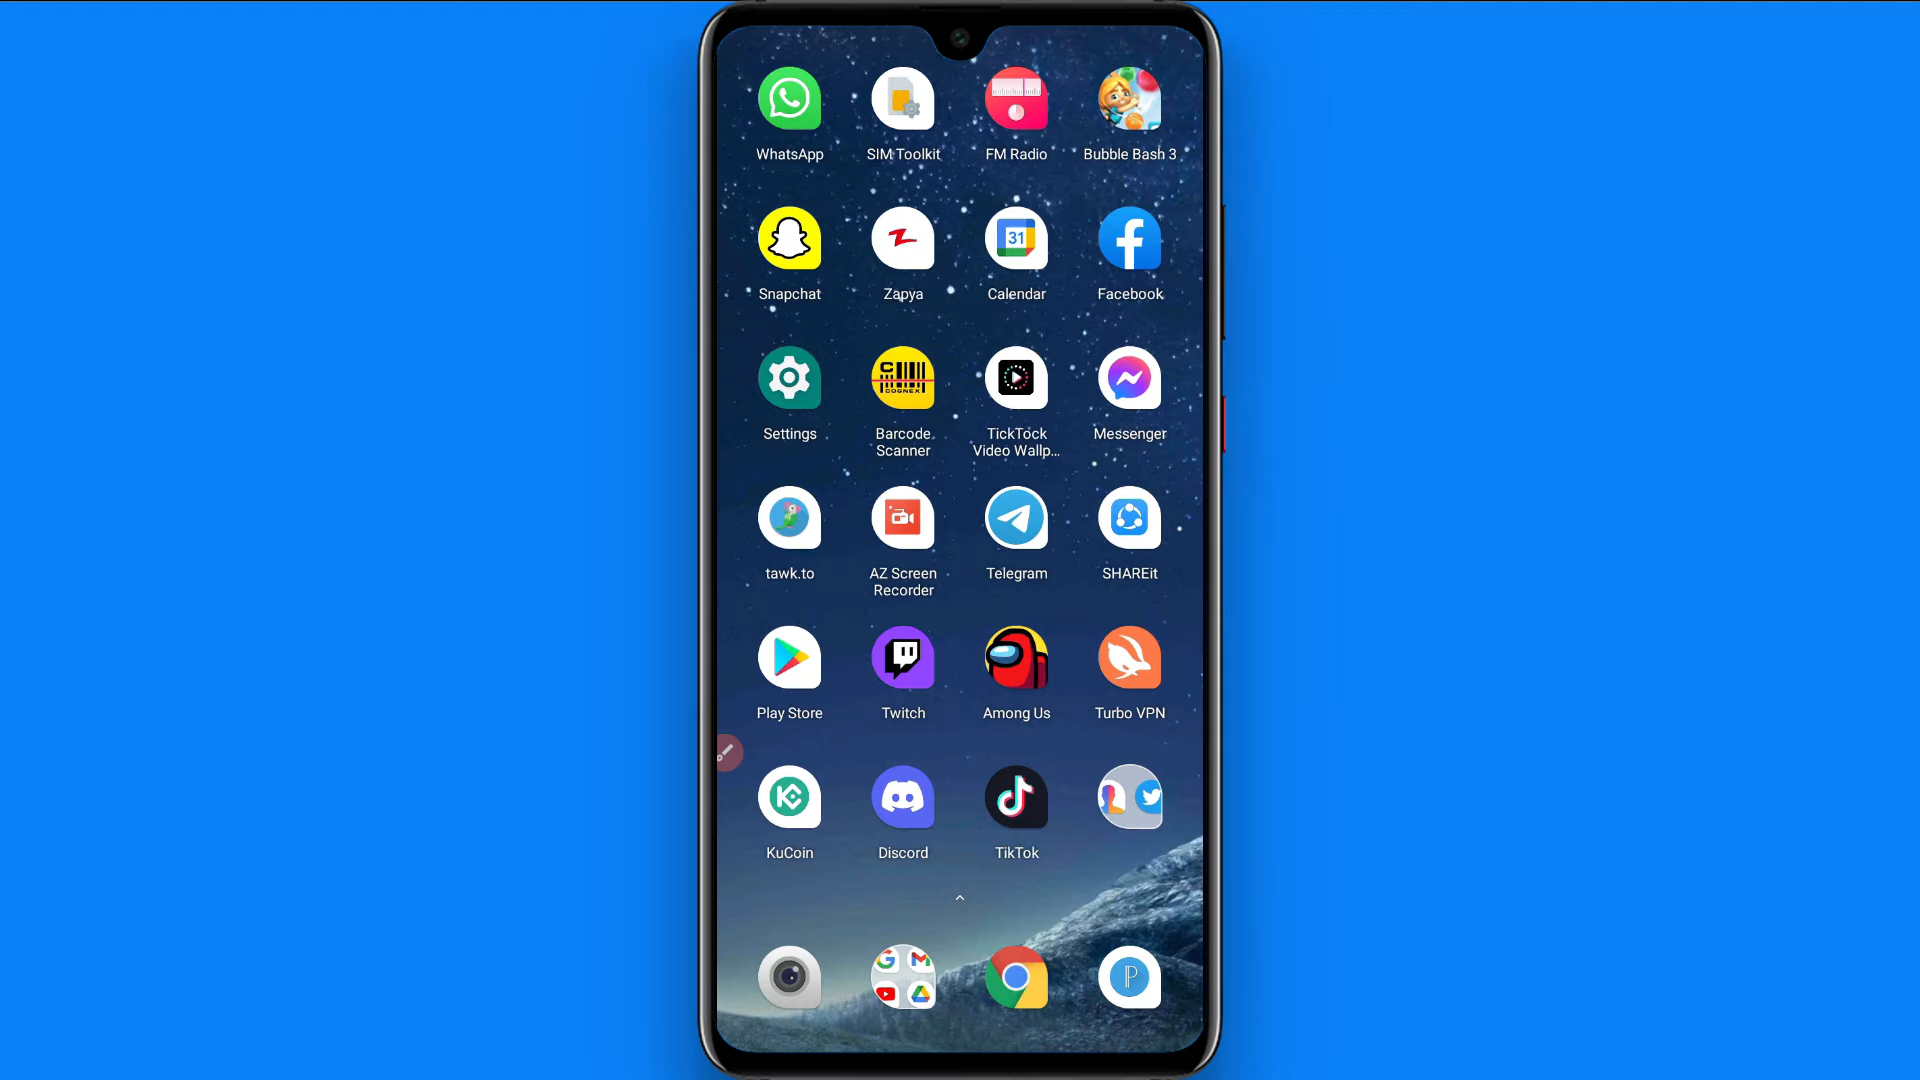 WhatsApp
SIM Toolkit
FM Radio
Bubble Bash 3
31
Snapchat
Zapya
Calendar
Facebook
C
COGNEX
Settings
Barcode
Scanner
TickTock
Video Wallp...
Messenger
tawk.to
AZ Screen
Recorder
Telegram
SHAREit
Play Store
Twitch
Among Us
Turbo VPN
KuCoin
Discord
TikTok